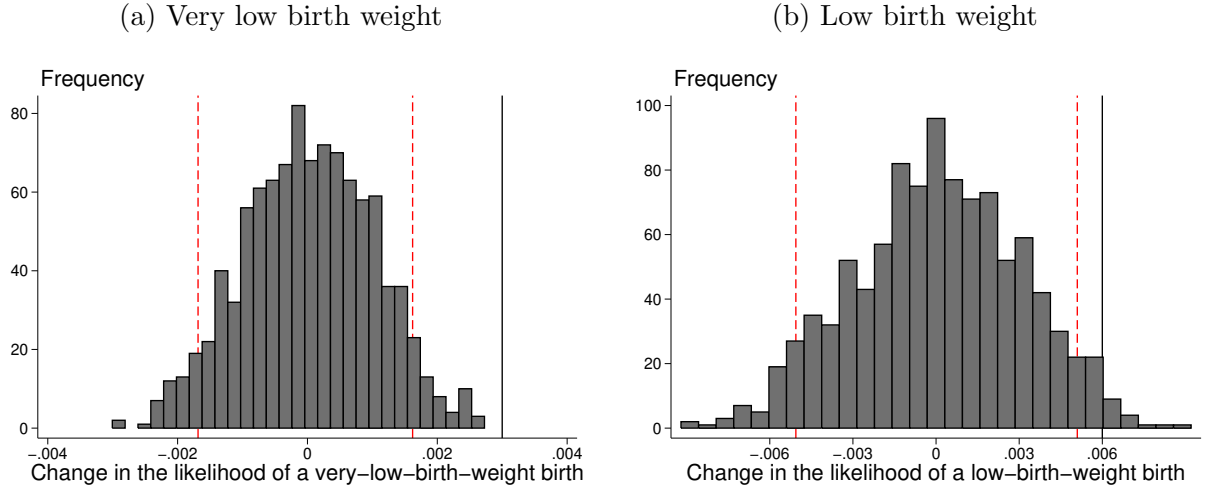 (a) Very low birth weight
Frequency
80
60
40
20
0
−.004 −.002 0 .002 .004
Change in the likelihood of a very−low−birth−weight birth
(b) Low birth weight
Frequency
100
80
60
40
20
0
−.006 −.003 0 .003 .006
Change in the likelihood of a low−birth−weight birth